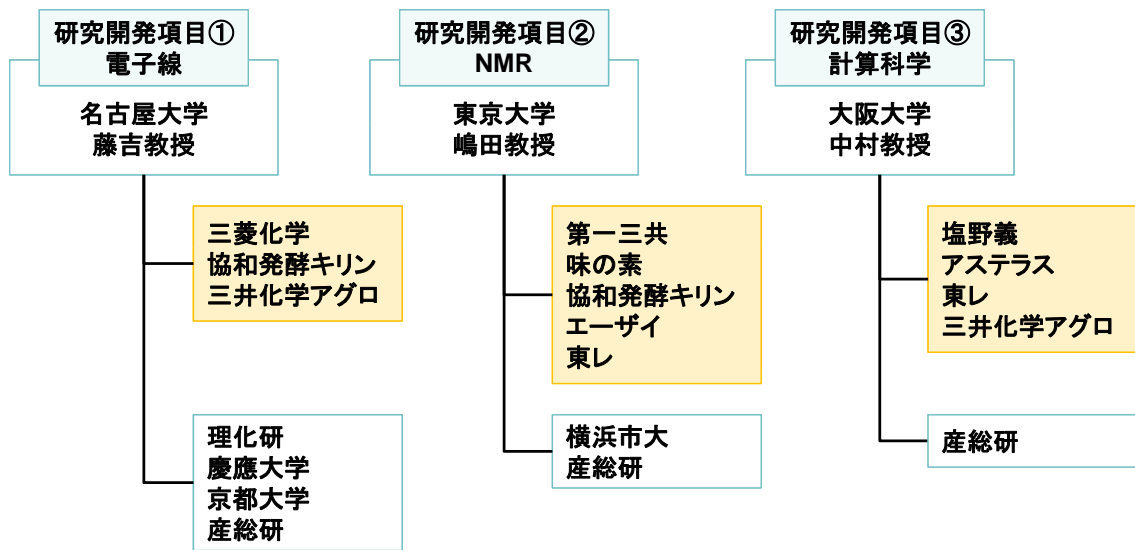 研究開発項目①
電子線
名古屋大学
藤吉教授
三菱化学
協和発酵キリン
三井化学アグロ
理化研
慶應大学
京都大学
産総研
研究開発項目②
NMR
東京大学
嶋田教授
第一三共
味の素
協和発酵キリン
エーザイ
東レ
横浜市大
産総研
研究開発項目③
計算科学
大阪大学
中村教授
塩野義
アステラス
東レ
三井化学アグロ
産総研